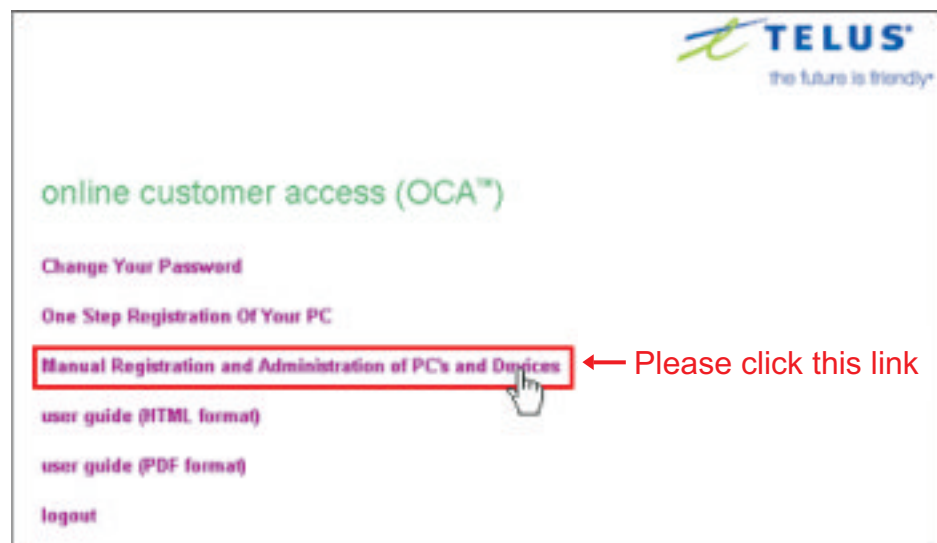 TELUS®
the future is friendly®
online customer access (OCA™)
Change Your Password
One Step Registration Of Your PC
Manual Registration and Administration of PC's and Devices
Please click this link
user guide (HTML format)
user guide (PDF format)
logout